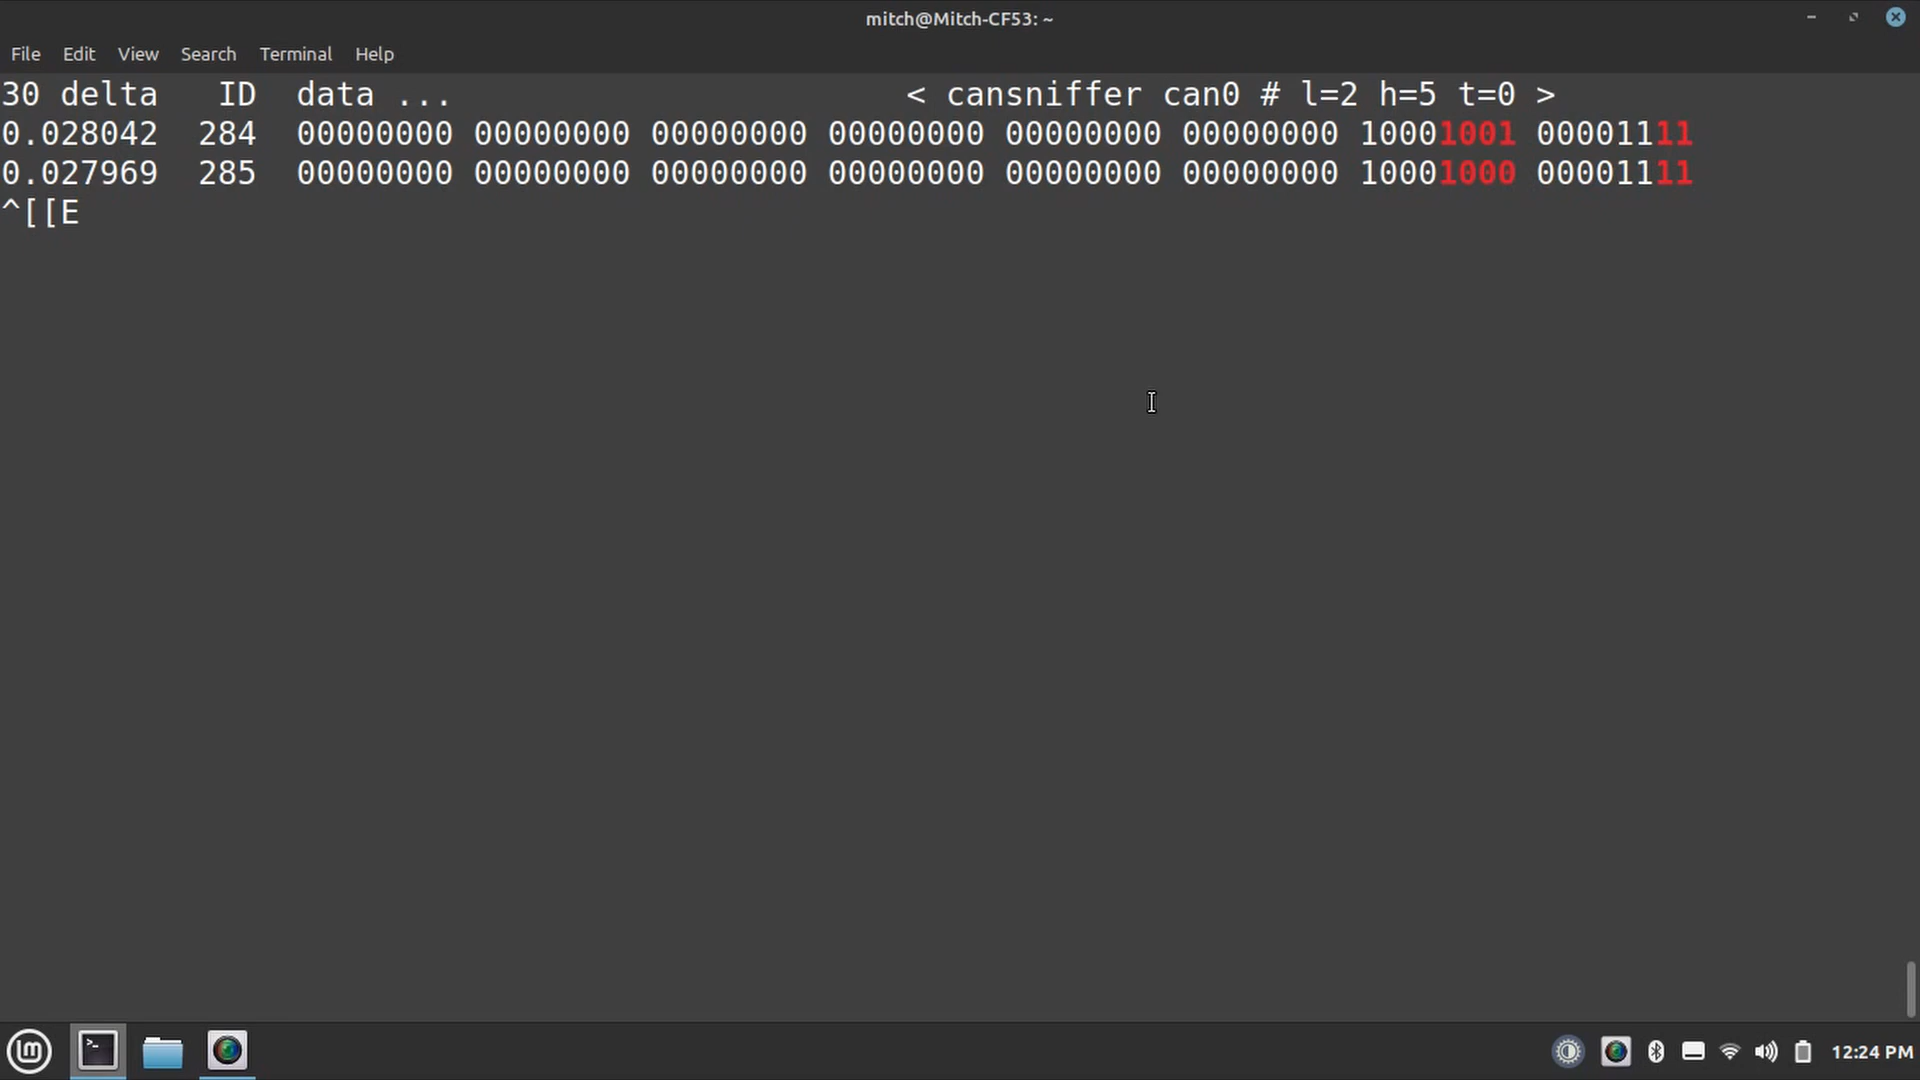 mitch@Mitch-CF53: ~
File Edit View Search Terminal Help
30 delta   ID  data ...                       < cansniffer can0 # l=2 h=5 t=0 >
0.028042  284  00000000 00000000 00000000 00000000 00000000 00000000 10001001 00001111
0.027969  285  00000000 00000000 00000000 00000000 00000000 00000000 10001000 00001111
^[[E
12:24 PM